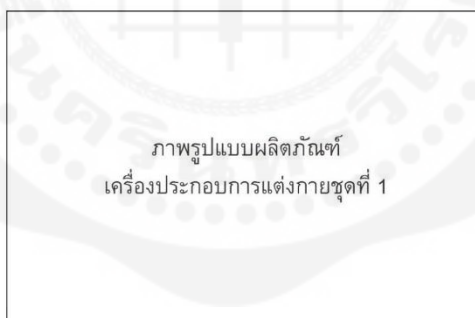 ภาพรูปแบบผลิตภัณฑ์
เครื่องประกอบการแต่งกายชุดที่ 1